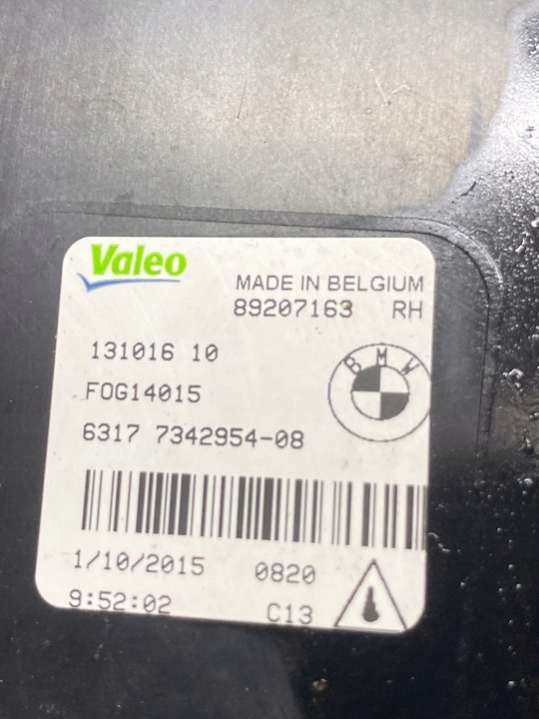 Valeo
MADE IN BELGIUM
89207163 RH
131016 10
FOG14015
BMW
6317 7342954-08
1/10/2015 0820
9:52:02 C13